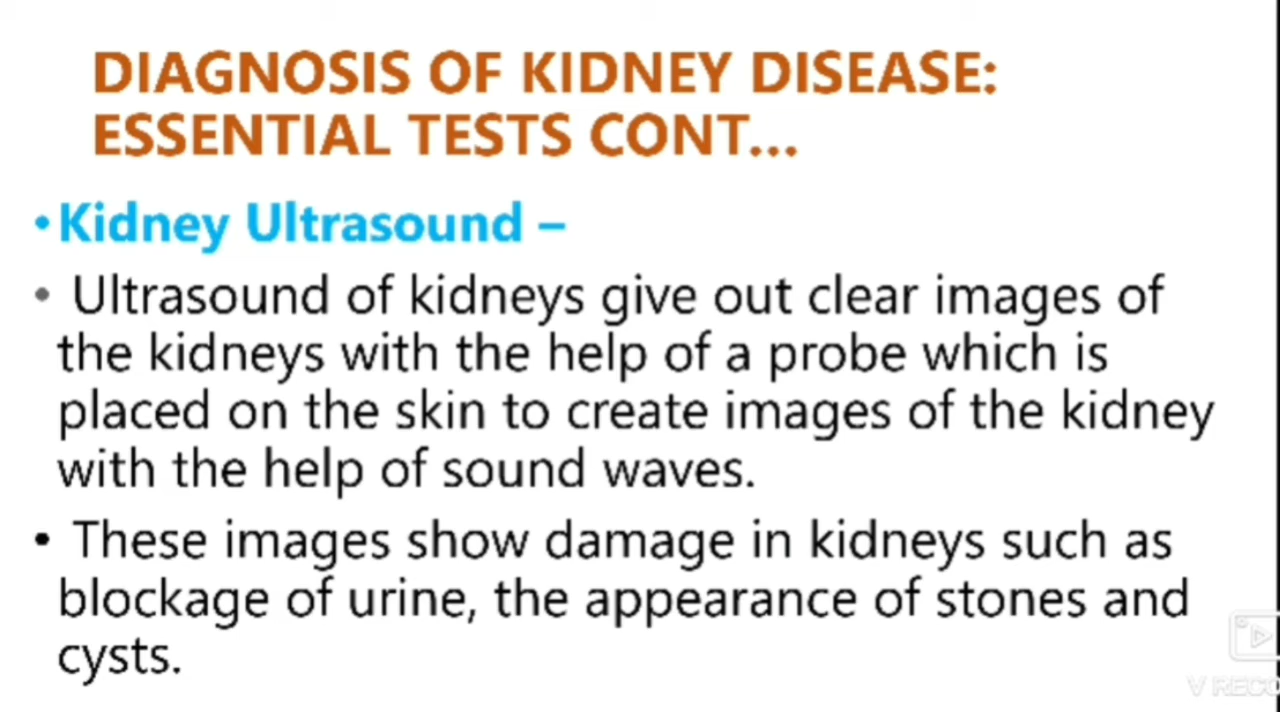 DIAGNOSIS OF KIDNEY DISEASE:
ESSENTIAL TESTS CONT...
•Kidney Ultrasound –
• Ultrasound of kidneys give out clear images of
the kidneys with the help of a probe which is
placed on the skin to create images of the kidney
with the help of sound waves.
• These images show damage in kidneys such as
blockage of urine, the appearance of stones and
cysts.
V RECO